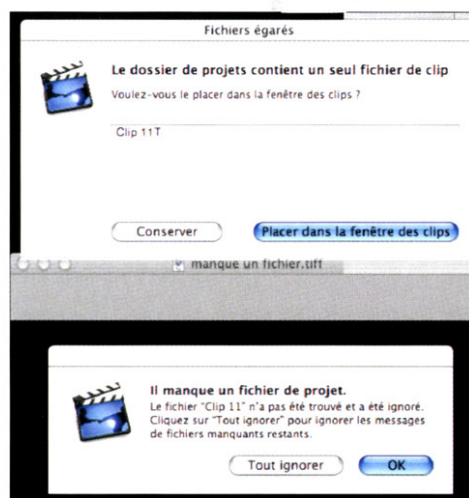 Fichiers égarés
Le dossier de projets contient un seul fichier de clip
Voulez-vous le placer dans la fenêtre des clips ?
Clip 11T
Conserver
Placer dans la fenêtre des clips
manque un fichier.tiff
Il manque un fichier de projet.
Le fichier "Clip 11" n'a pas été trouvé et a été ignoré.
Cliquez sur "Tout ignorer" pour ignorer les messages
de fichiers manquants restants.
Tout ignorer
OK